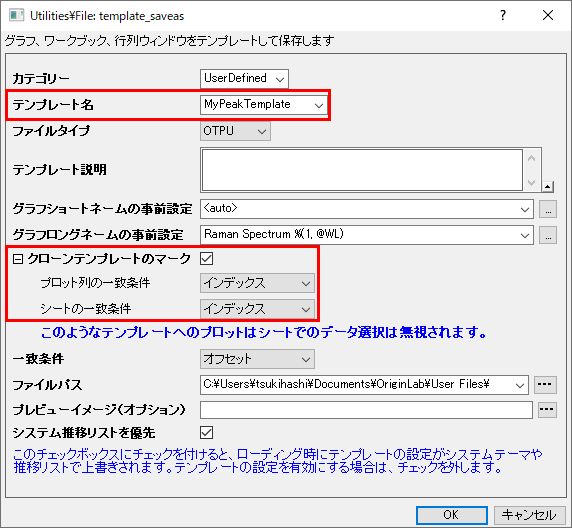 Utilities¥File: template_saveas
グラフ、ワークブック、行列ウィンドウをテンプレートして保存します
カテゴリー UserDefined
テンプレート名 MyPeakTemplate
ファイルタイプ OTPU
テンプレート説明
グラフショートネームの事前設定 <auto> ...
グラフロングネームの事前設定 Raman Spectrum %(1, @WL) ...
クローンテンプレートのマーク
プロット列の一致条件 インデックス
シートの一致条件 インデックス
このようなテンプレートへのプロットはシートでのデータ選択は無視されます。
一致条件 オフセット
ファイルパス C:¥Users¥tsukihashi¥Documents¥OriginLab¥User Files¥ ...
プレビューイメージ(オプション) ...
システム推移リストを優先
このチェックボックスにチェックを付けると、ローディング時にテンプレートの設定がシステムテーマや
推移リストで上書きされます。テンプレートの設定を有効にする場合は、チェックを外します。
OK キャンセル